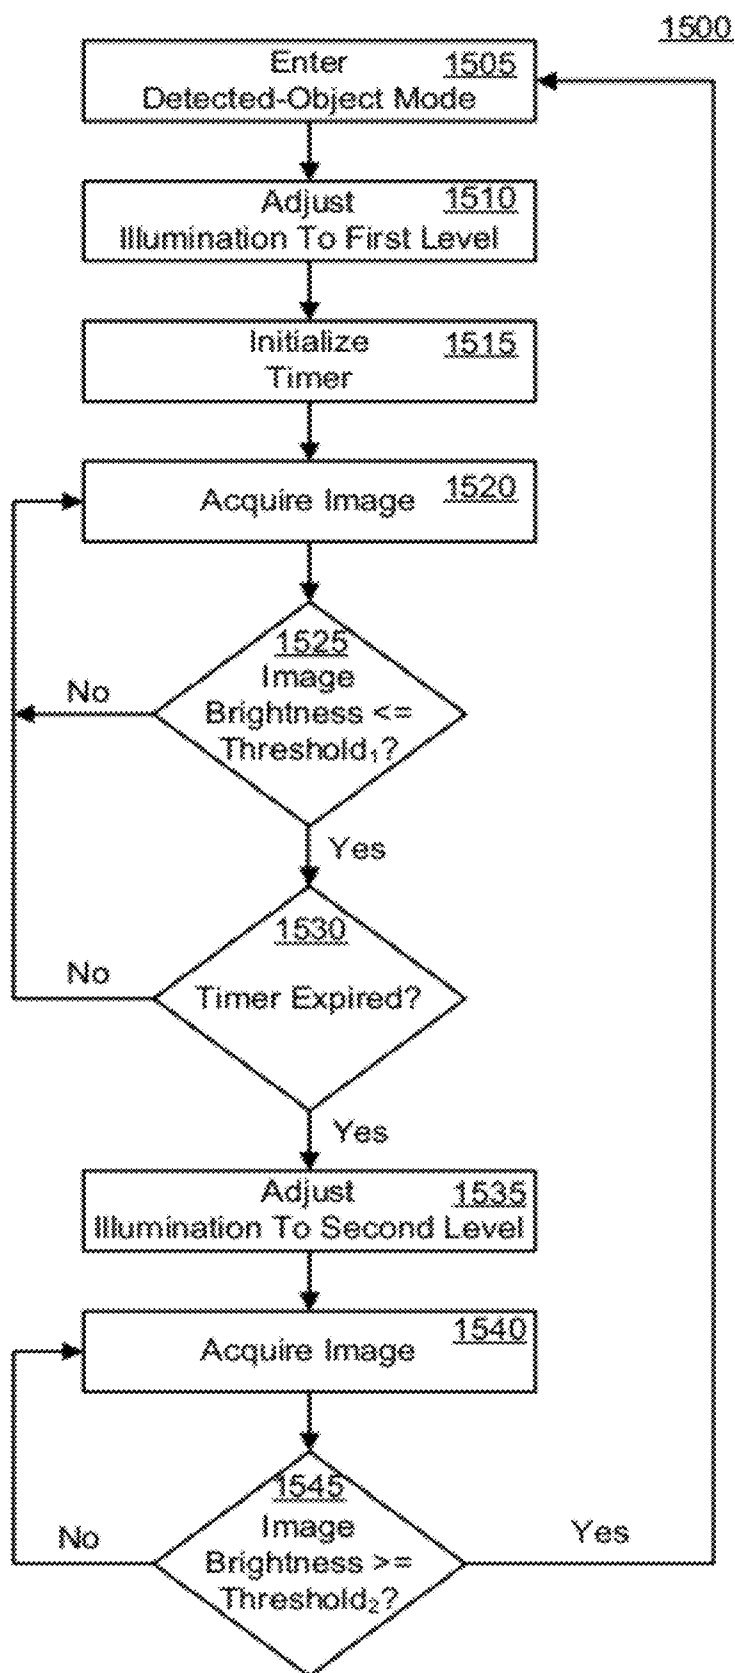 1500
Enter 1505
Detected-Object Mode
Adjust 1510
Illumination To First Level
Initialize 1515
Timer
Acquire Image 1520
1525
Image
Brightness <=
Threshold₁?
No
Yes
1530
Timer Expired?
No
Yes
Adjust 1535
Illumination To Second Level
Acquire Image 1540
1545
Image
Brightness >=
Threshold₂?
No
Yes